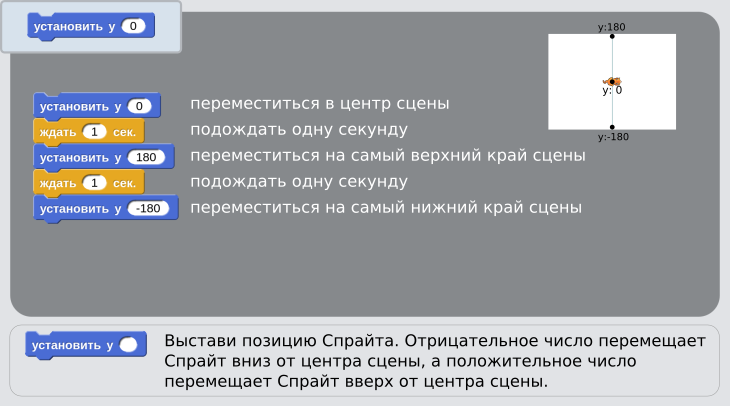 установить y 0
y:180
y: 0
y:-180
установить y 0 переместиться в центр сцены
ждать 1 сек. подождать одну секунду
установить y 180 переместиться на самый верхний край сцены
ждать 1 сек. подождать одну секунду
установить y -180 переместиться на самый нижний край сцены
установить y
Выстави позицию Спрайта. Отрицательное число перемещает
Спрайт вниз от центра сцены, а положительное число
перемещает Спрайт вверх от центра сцены.